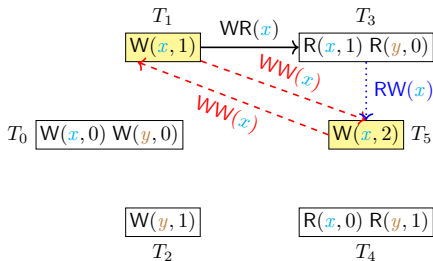 T1 T3
W(x,1) WR(x) R(x,1) R(y,0)
WW(x) RW(x)
WW(x)
T0 W(x,0) W(y,0) W(x,2) T5
W(y,1) R(x,0) R(y,1)
T2 T4